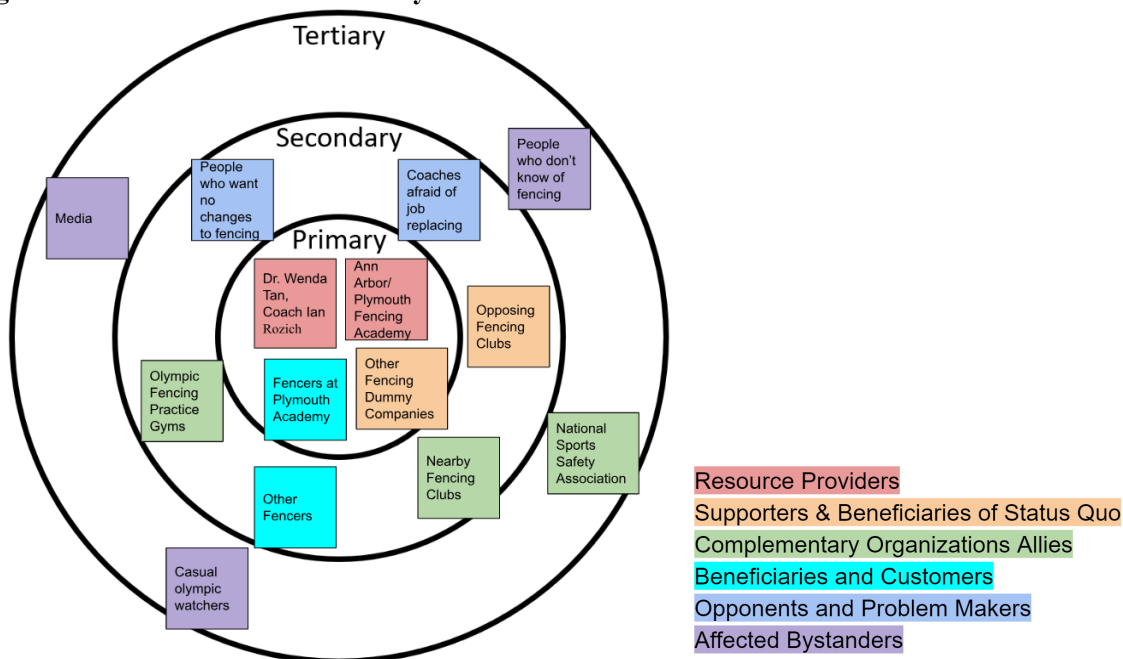 Tertiary
Secondary
People
who don't
know of
fencing
People
who want
no
changes
to fencing
Coaches
afraid of
job
replacing
Media
Primary
Dr. Wenda
Tan,
Coach Ian
Rozich
Ann
Arbor/
Plymouth
Fencing
Academy
Opposing
Fencing
Clubs
Olympic
Fencing
Practice
Gyms
Fencers at
Plymouth
Academy
Other
Fencing
Dummy
Companies
National
Sports
Safety
Association
Nearby
Fencing
Clubs
Other
Fencers
Casual
olympic
watchers
Resource Providers
Supporters & Beneficiaries of Status Quo
Complementary Organizations Allies
Beneficiaries and Customers
Opponents and Problem Makers
Affected Bystanders